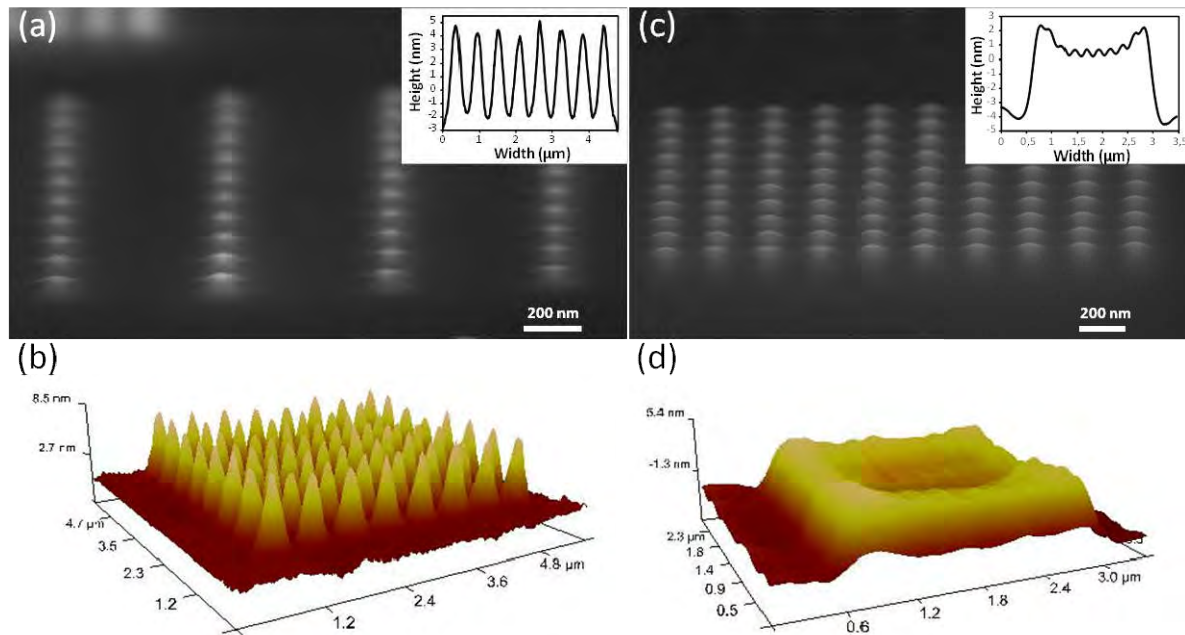 (a)
5
4
3
2
1
0
-1
-2
-3
Height (nm)
0 1 2 3 4
Width (µm)
200 nm
(c)
3
2
1
0
-1
-2
-3
-4
-5
Height (nm)
0 0,5 1 1,5 2 2,5 3 3,5
Width (µm)
200 nm
(b)
8.5 nm
2.7 nm
4.7 µm
3.5
2.3
1.2
1.2
2.4
3.6
4.8 µm
(d)
5.4 nm
-1.3 nm
2.3 µm
1.8
1.4
0.9
0.5
0.6
1.2
1.8
2.4
3.0 µm